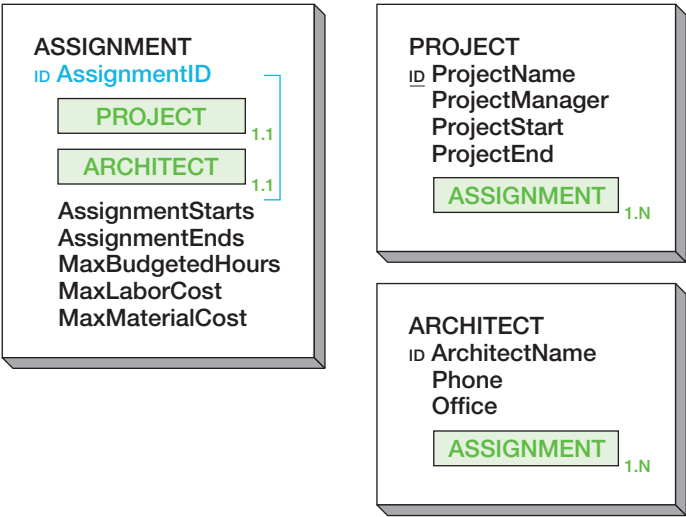 ASSIGNMENT
ID AssignmentID
PROJECT
1.1
ARCHITECT
1.1
AssignmentStarts
AssignmentEnds
MaxBudgetedHours
MaxLaborCost
MaxMaterialCost
PROJECT
ID ProjectName
ProjectManager
ProjectStart
ProjectEnd
ASSIGNMENT
1.N
ARCHITECT
ID ArchitectName
Phone
Office
ASSIGNMENT
1.N